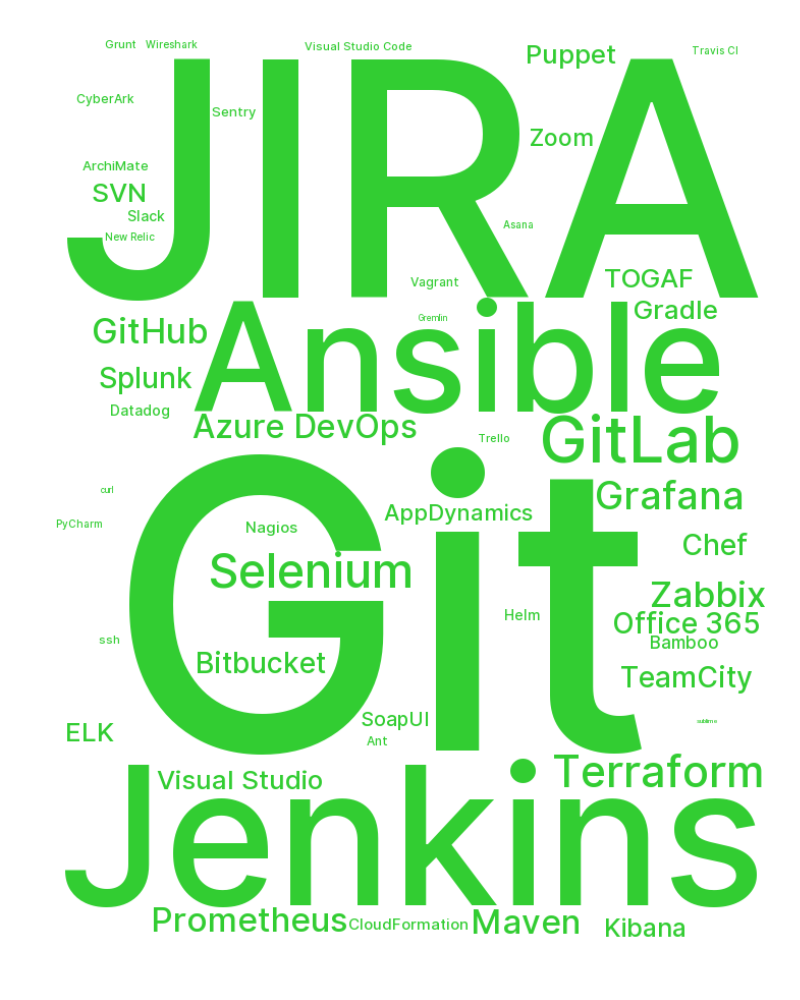 Grunt
Wireshark
Visual Studio Code
Puppet
Travis CI
JIRA
CyberArk
Sentry
Zoom
ArchiMate
SVN
Slack
New Relic
Asana
Vagrant
TOGAF
Gremlin
Gradle
GitHub
Ansible
Splunk
Datadog
Azure DevOps
Trello
GitLab
curl
Grafana
AppDynamics
PyCharm
Nagios
Git
Chef
Selenium
Zabbix
Helm
Office 365
ssh
Bamboo
Bitbucket
TeamCity
SoapUI
sublime
ELK
Ant
Visual Studio
Terraform
Jenkins
Prometheus
CloudFormation
Maven
Kibana